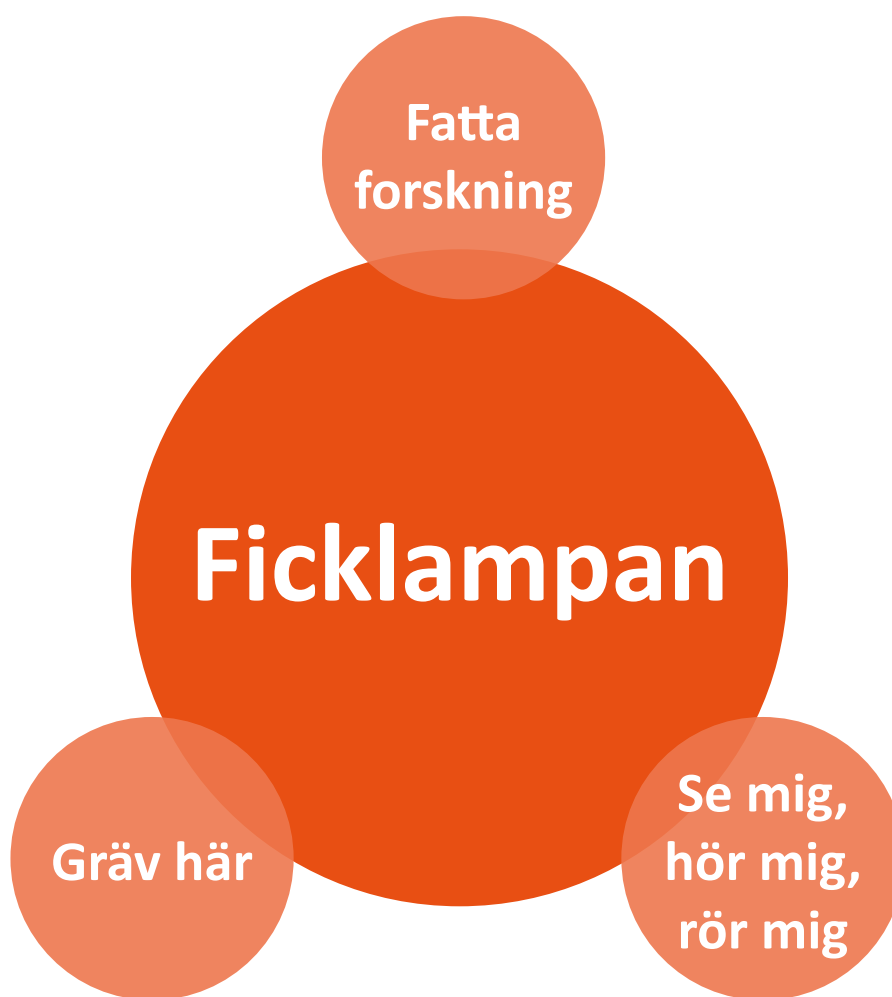 Fatta
forskning
Ficklampan
Gräv här
Se mig,
hör mig,
rör mig